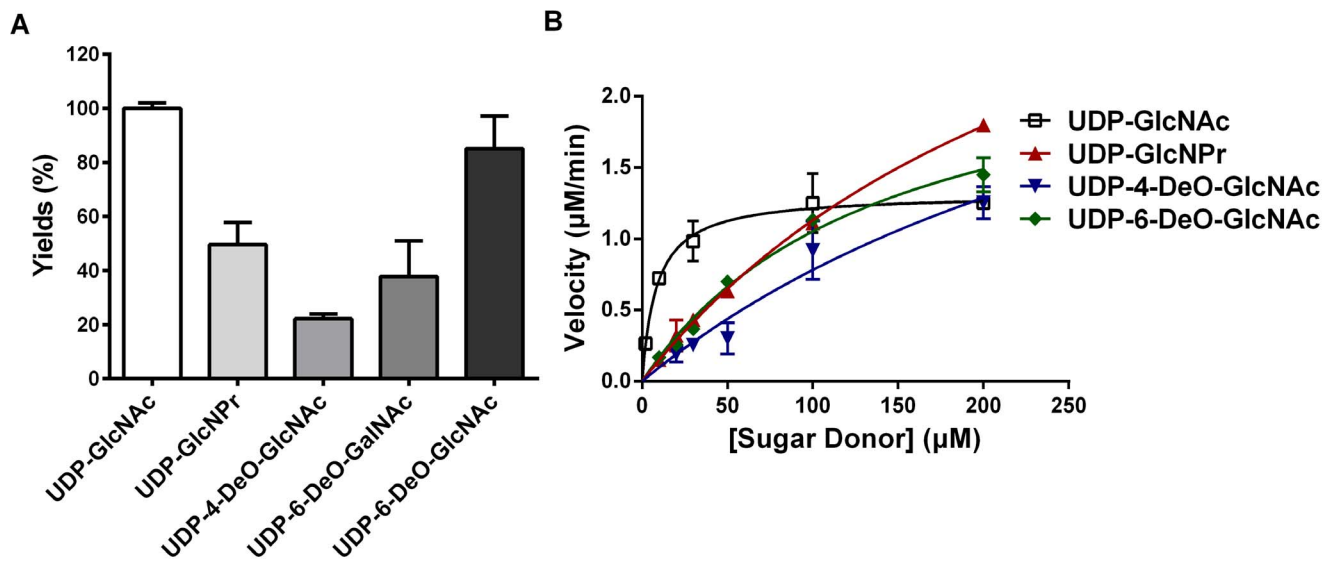 A
Yields (%)
120
100
80
60
40
20
0
UDP-GlcNAc
UDP-GlcNPr
UDP-4-DeO-GlcNAc
UDP-6-DeO-GalNAc
UDP-6-DeO-GlcNAc
B
Velocity (µM/min)
2.0
1.5
1.0
0.5
0.0
0 50 100 150 200 250
[Sugar Donor] (µM)
UDP-GlcNAc
UDP-GlcNPr
UDP-4-DeO-GlcNAc
UDP-6-DeO-GlcNAc